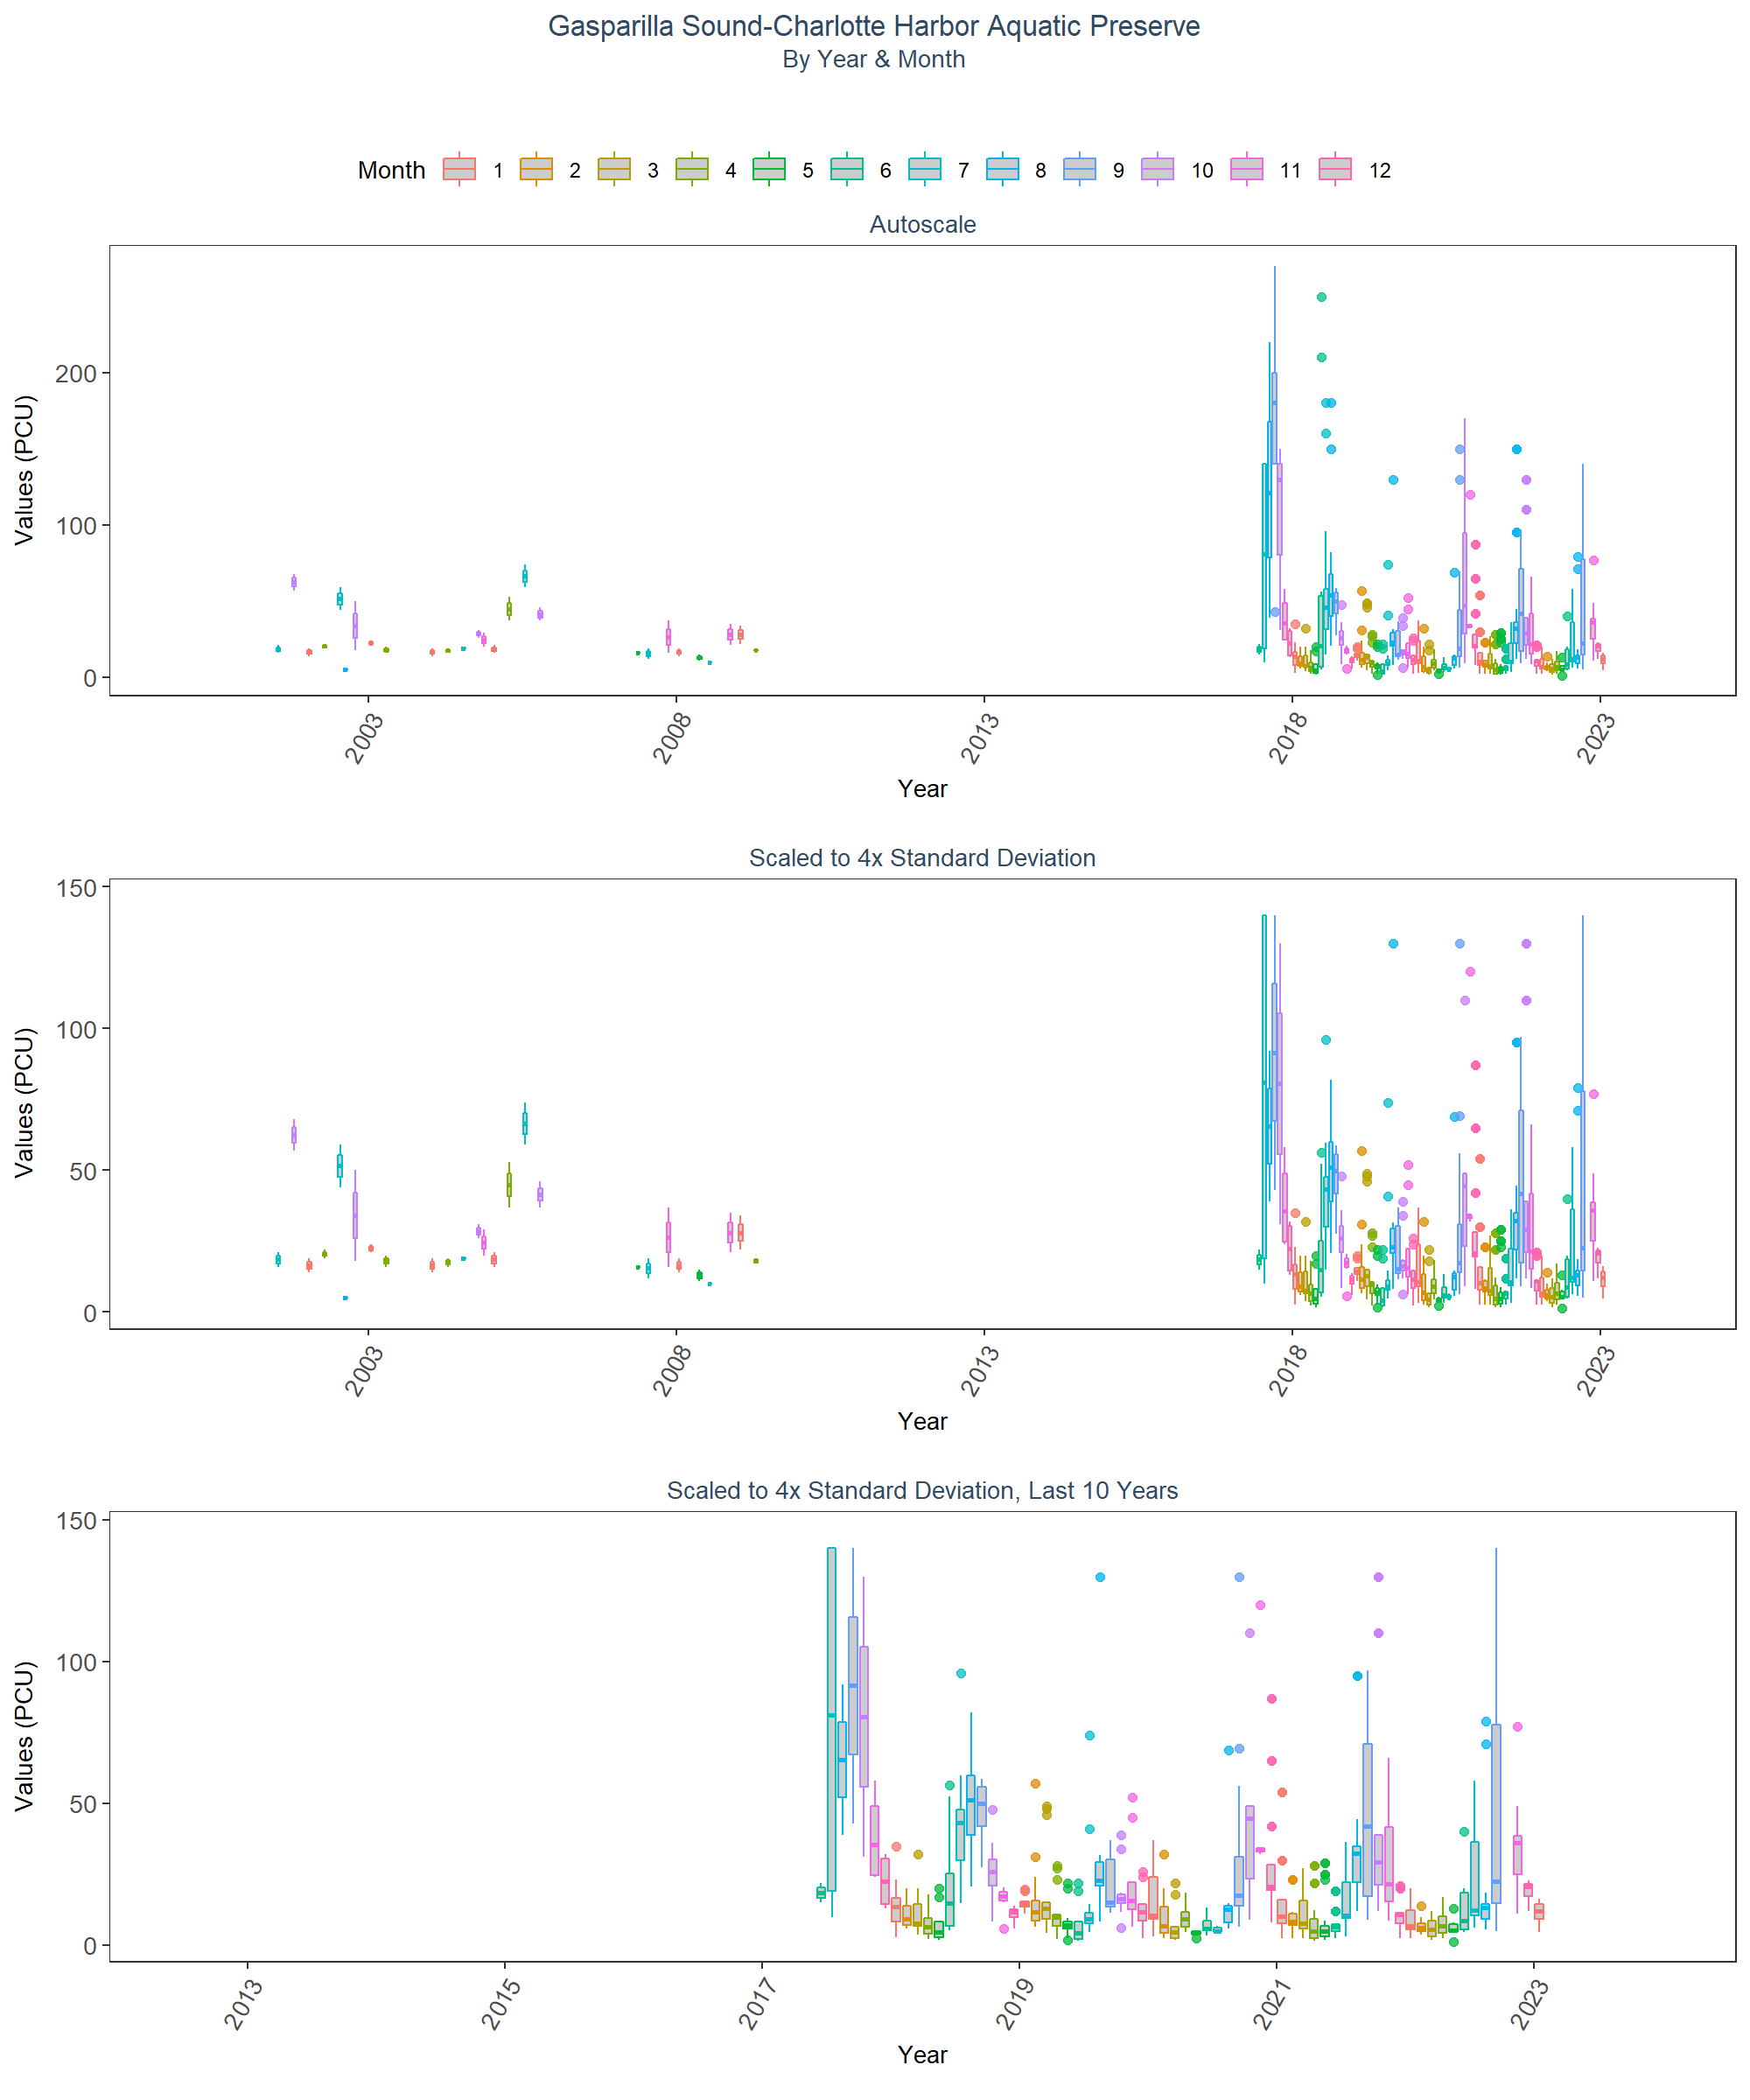 Gasparilla Sound-Charlotte Harbor Aquatic Preserve
By Year & Month
Month 1 2 3 4 5 6 7 8 9 10 11 12
Autoscale
Values (PCU)
200
100
0
2003 2008 2013 2018 2023
Year
Scaled to 4x Standard Deviation
Values (PCU)
150
100
50
0
2003 2008 2013 2018 2023
Year
Scaled to 4x Standard Deviation, Last 10 Years
Values (PCU)
150
100
50
0
2013 2015 2017 2019 2021 2023
Year